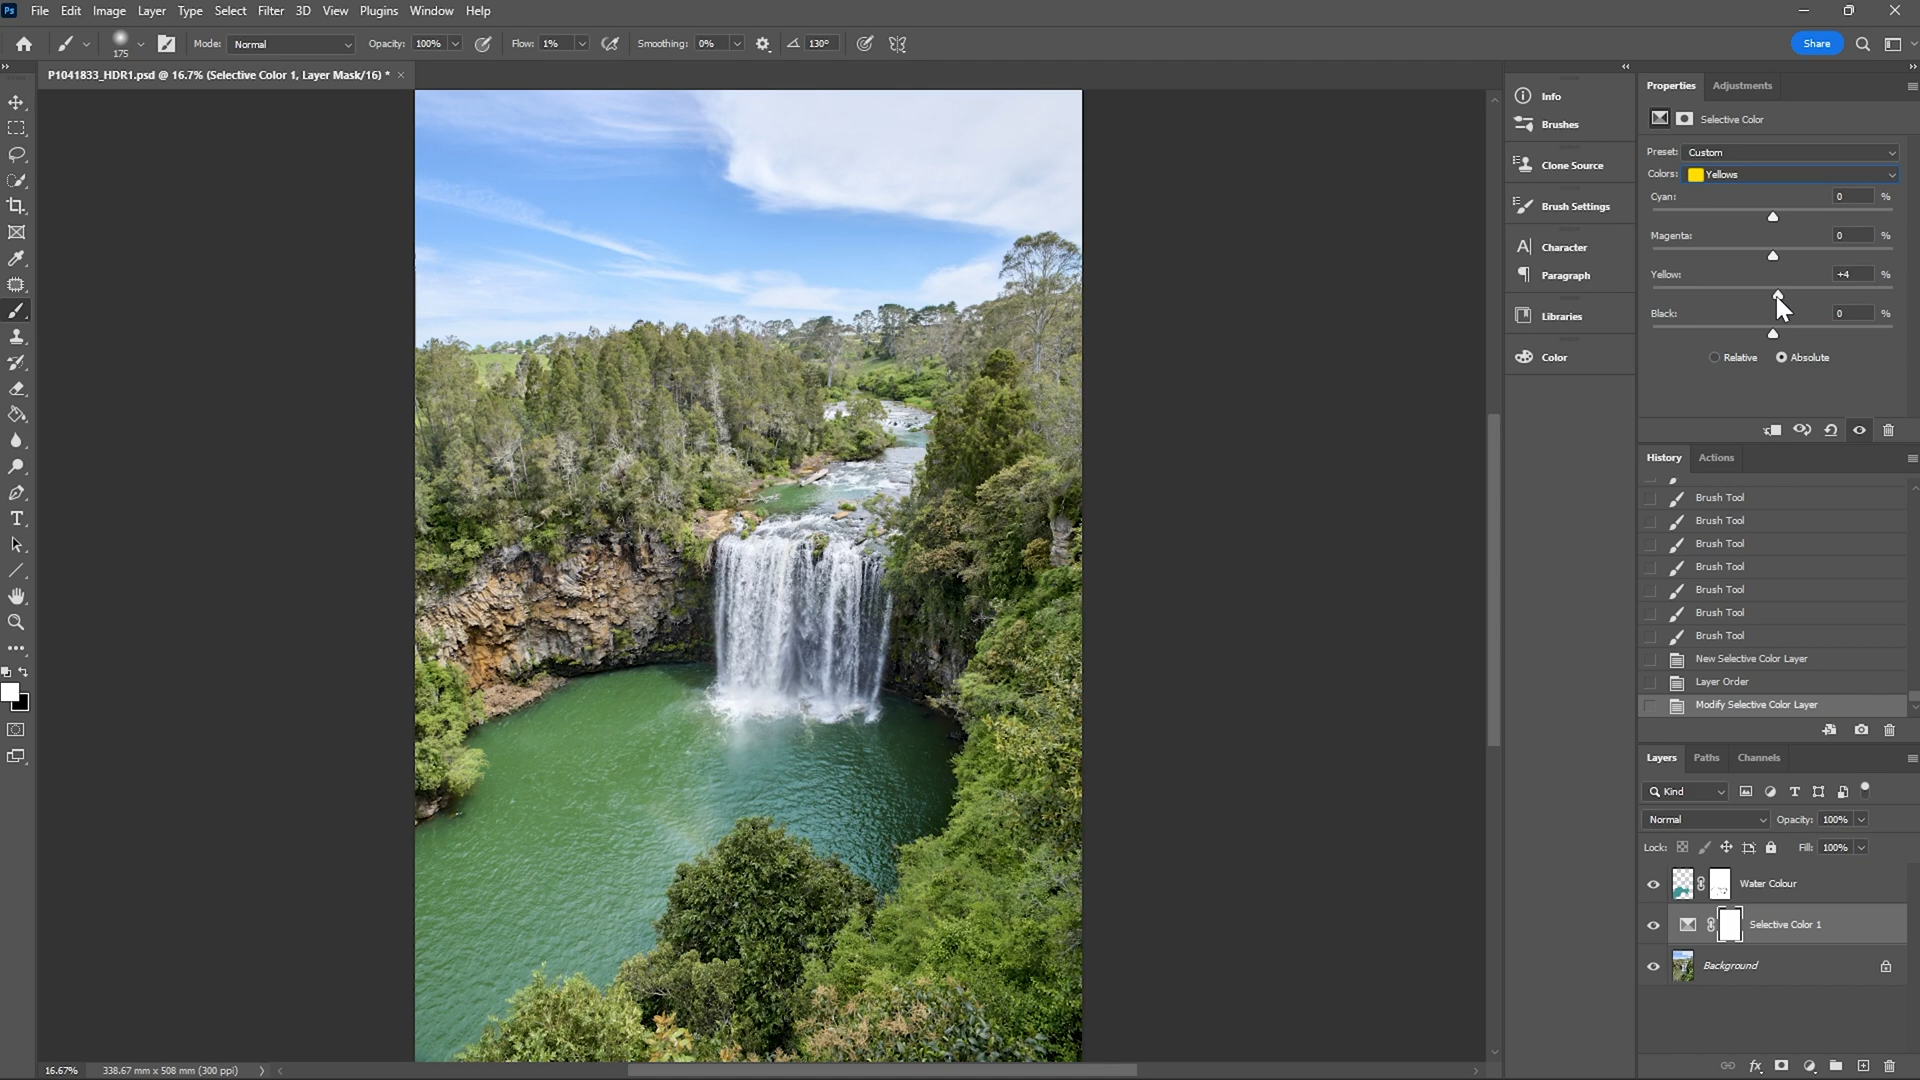 Ps File Edit Image Layer Type Select Filter 3D View Plugins Window Help
175 Mode: Normal Opacity: 100% Flow: 1% Smoothing: 0% 130° Share
P1041833_HDR1.psd @ 16.7% (Selective Color 1, Layer Mask/16) *
Info
Brushes
Clone Source
Brush Settings
Character
Paragraph
Libraries
Color
Properties Adjustments
Selective Color
Preset: Custom
Colors: Yellows
Cyan: 0 %
Magenta: 0 %
Yellow: +4 %
Black: 0 %
Relative Absolute
History Actions
Brush Tool
Brush Tool
Brush Tool
Brush Tool
Brush Tool
Brush Tool
Brush Tool
New Selective Color Layer
Layer Order
Modify Selective Color Layer
Layers Paths Channels
Kind
Normal Opacity: 100%
Lock: Fill: 100%
Water Colour
Selective Color 1
Background
16.67% 338.67 mm x 508 mm (300 ppi)